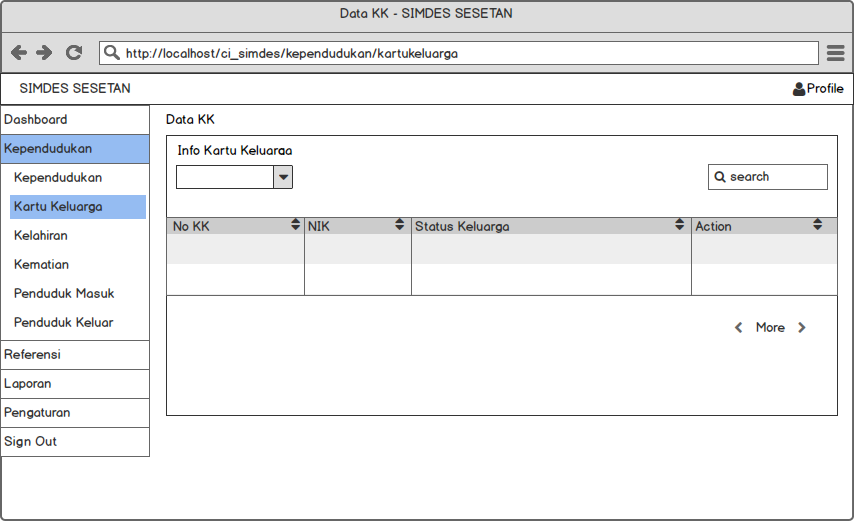 Data KK - SIMDES SESETAN
http://localhost/ci_simdes/kependudukan/kartukeluarga
SIMDES SESETAN
Profile
Dashboard
Kependudukan
Kependudukan
Kartu Keluarga
Kelahiran
Kematian
Penduduk Masuk
Penduduk Keluar
Referensi
Laporan
Pengaturan
Sign Out
Data KK
Info Kartu Keluarga
search
No KK NIK Status Keluarga Action
More